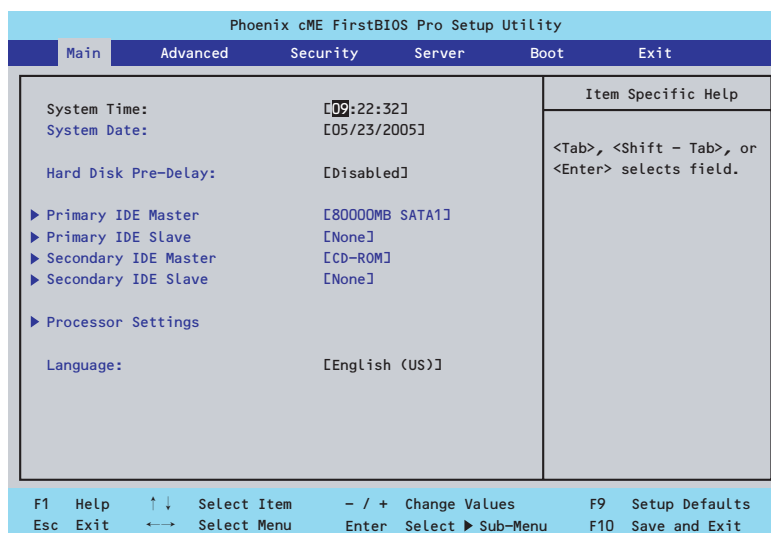 Phoenix cME FirstBIOS Pro Setup Utility
Main Advanced Security Server Boot Exit
Item Specific Help
System Time: [09:22:32]
System Date: [05/23/2005]
<Tab>, <Shift – Tab>, or
<Enter> selects field.
Hard Disk Pre–Delay: [Disabled]
▶ Primary IDE Master [80000MB SATA1]
▶ Primary IDE Slave [None]
▶ Secondary IDE Master [CD–ROM]
▶ Secondary IDE Slave [None]
▶ Processor Settings
Language: [English (US)]
F1 Help ↑↓ Select Item – / + Change Values F9 Setup Defaults
Esc Exit ←→ Select Menu Enter Select ▶ Sub–Menu F10 Save and Exit